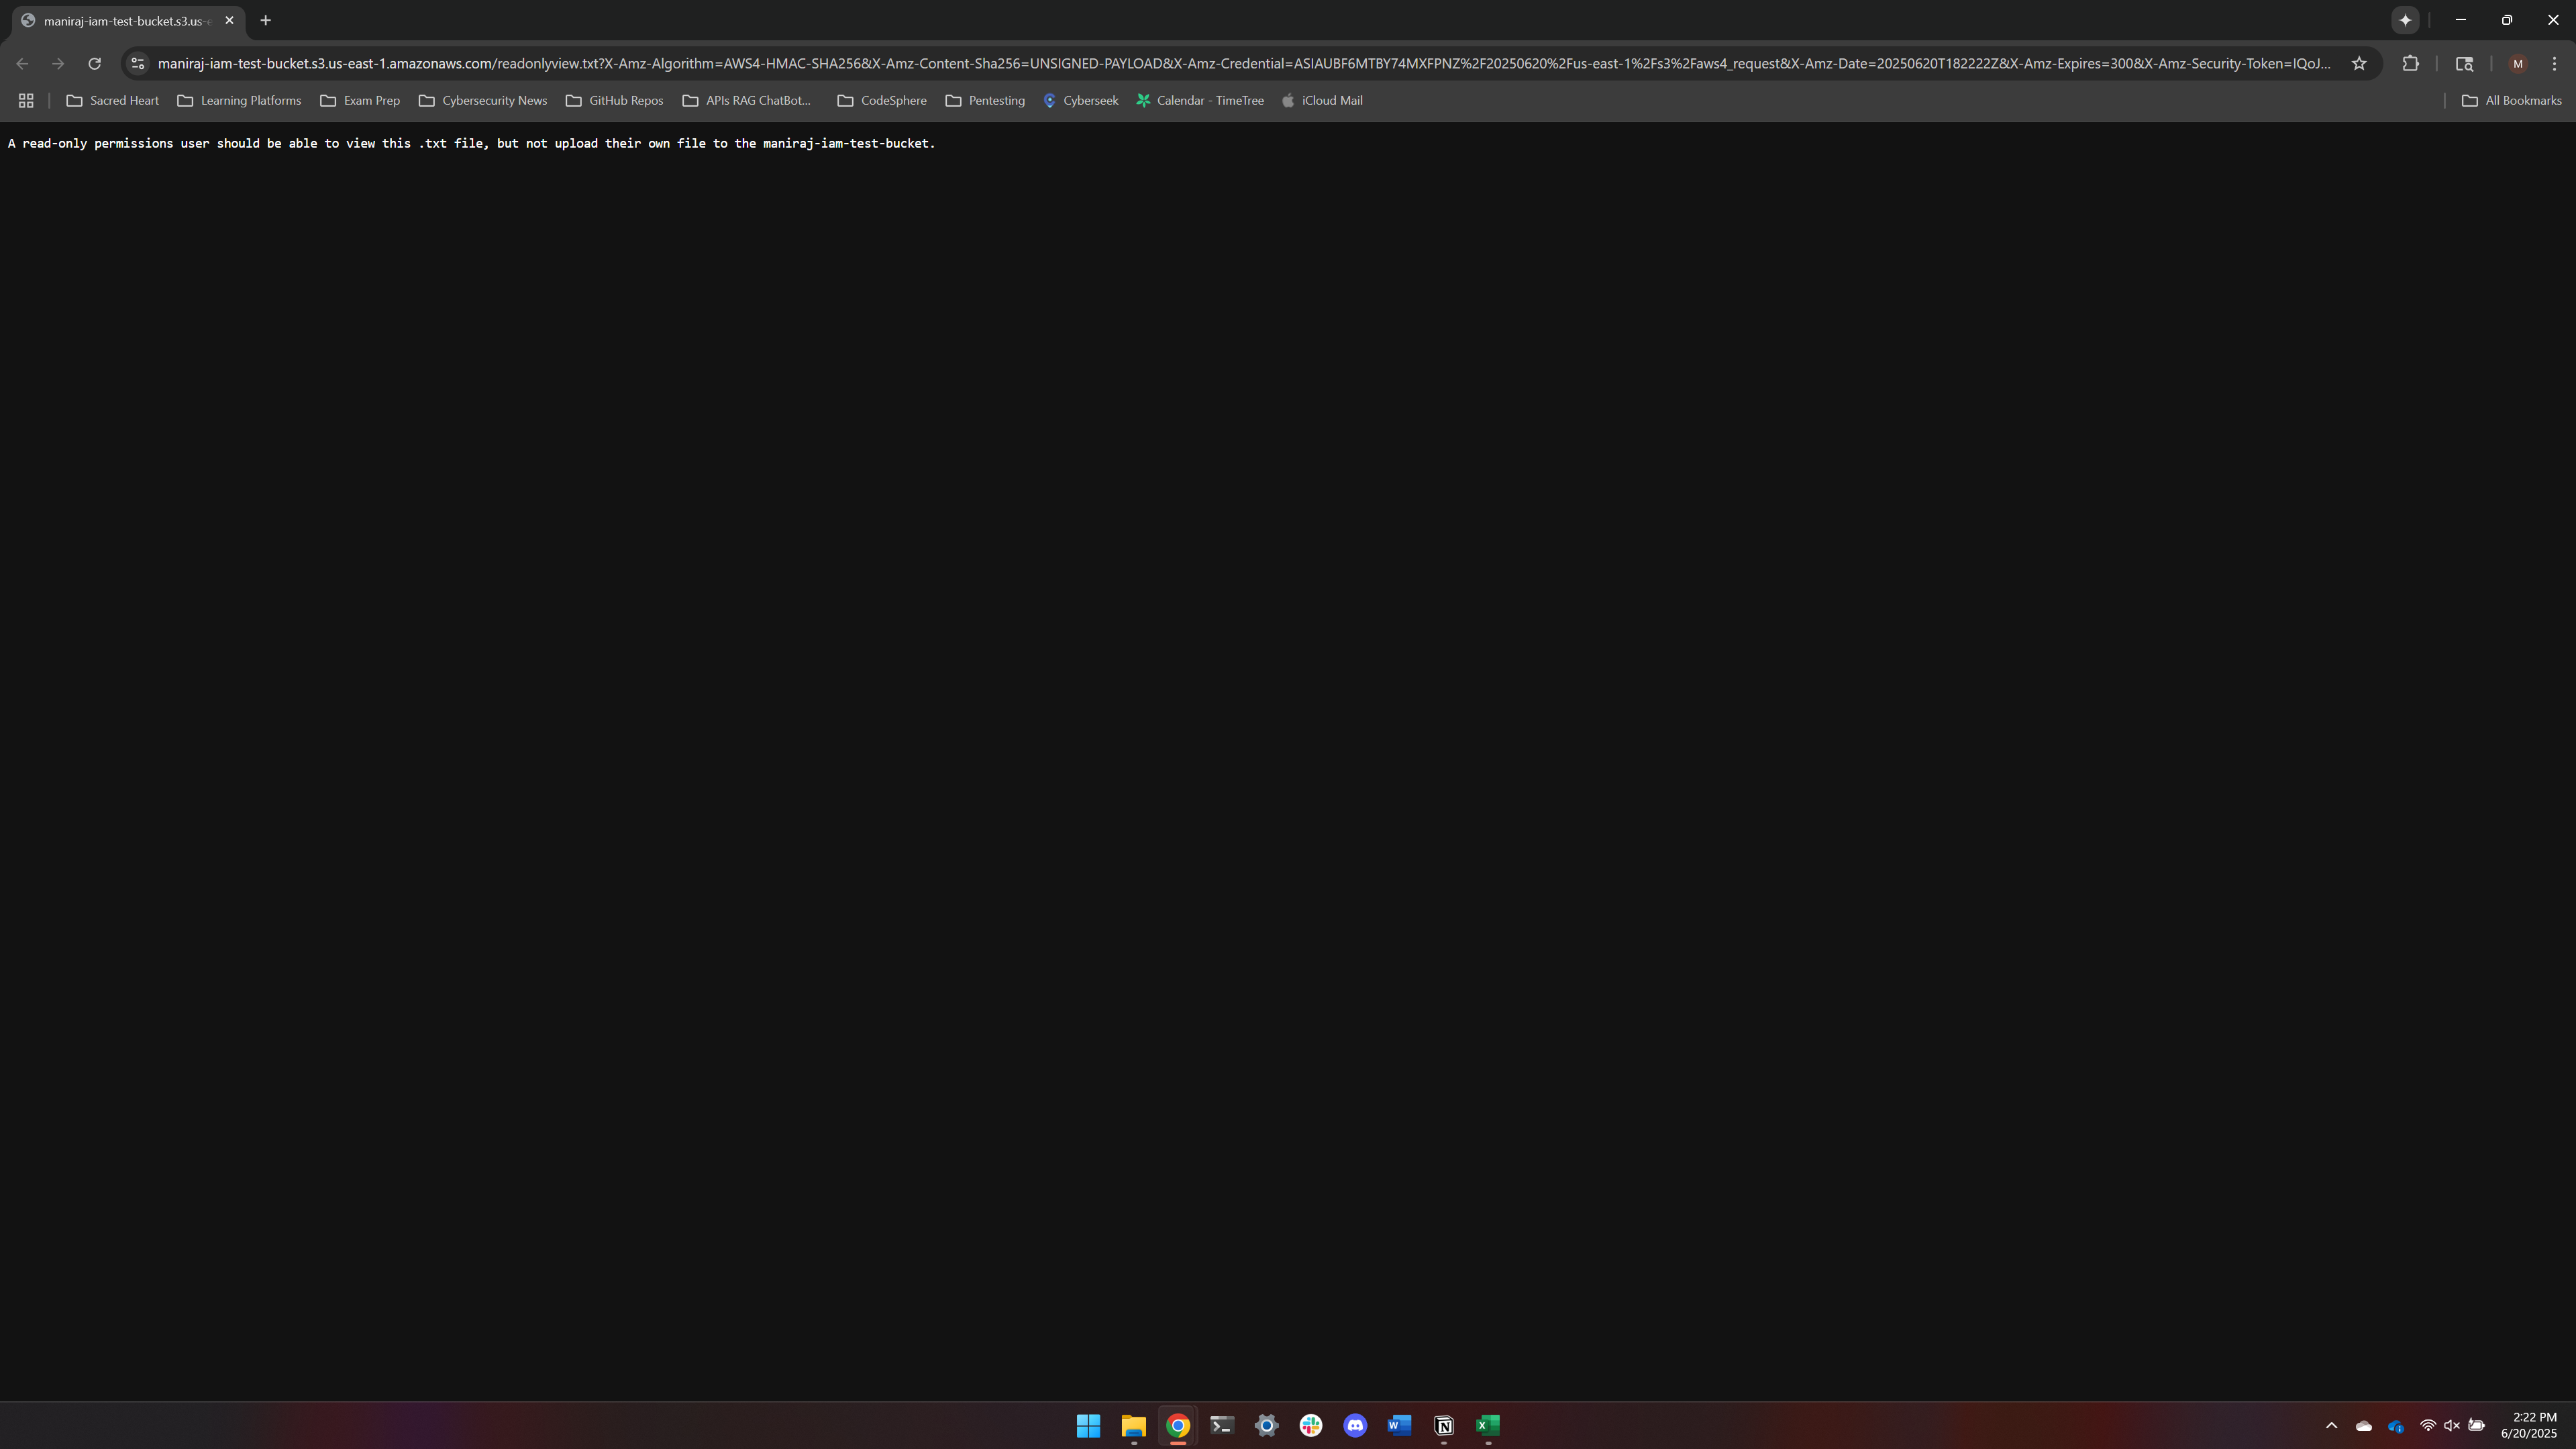 maniraj-iam-test-bucket.s3.us-e
maniraj-iam-test-bucket.s3.us-east-1.amazonaws.com/readonlyview.txt?X-Amz-Algorithm=AWS4-HMAC-SHA256&X-Amz-Content-Sha256=UNSIGNED-PAYLOAD&X-Amz-Credential=ASIAUBF6MTBY74MXFPNZ%2F20250620%2Fus-east-1%2Fs3%2Faws4_request&X-Amz-Date=20250620T182222Z&X-Amz-Expires=300&X-Amz-Security-Token=IQoJ... M
Sacred Heart Learning Platforms Exam Prep Cybersecurity News GitHub Repos APIs RAG ChatBot... CodeSphere Pentesting Cyberseek Calendar - TimeTree iCloud Mail All Bookmarks
A read-only permissions user should be able to view this .txt file, but not upload their own file to the maniraj-iam-test-bucket.
2:22 PM
6/20/2025